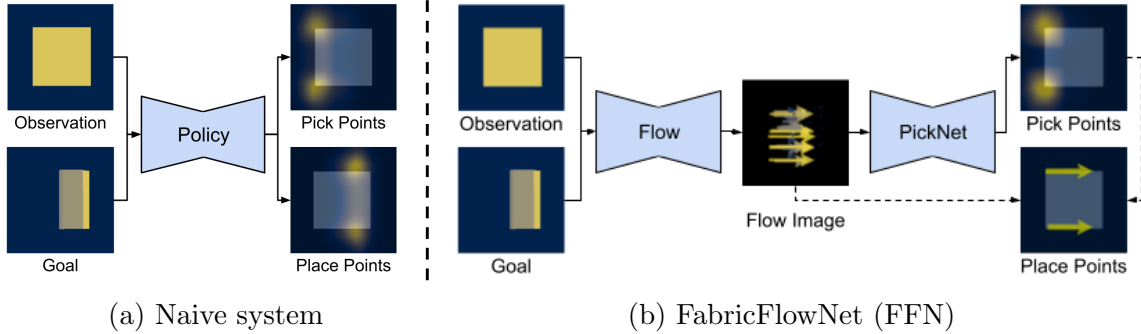 Observation
Goal
Policy
Pick Points
Place Points
(a) Naive system
Observation
Goal
Flow
Flow Image
PickNet
Pick Points
Place Points
(b) FabricFlowNet (FFN)